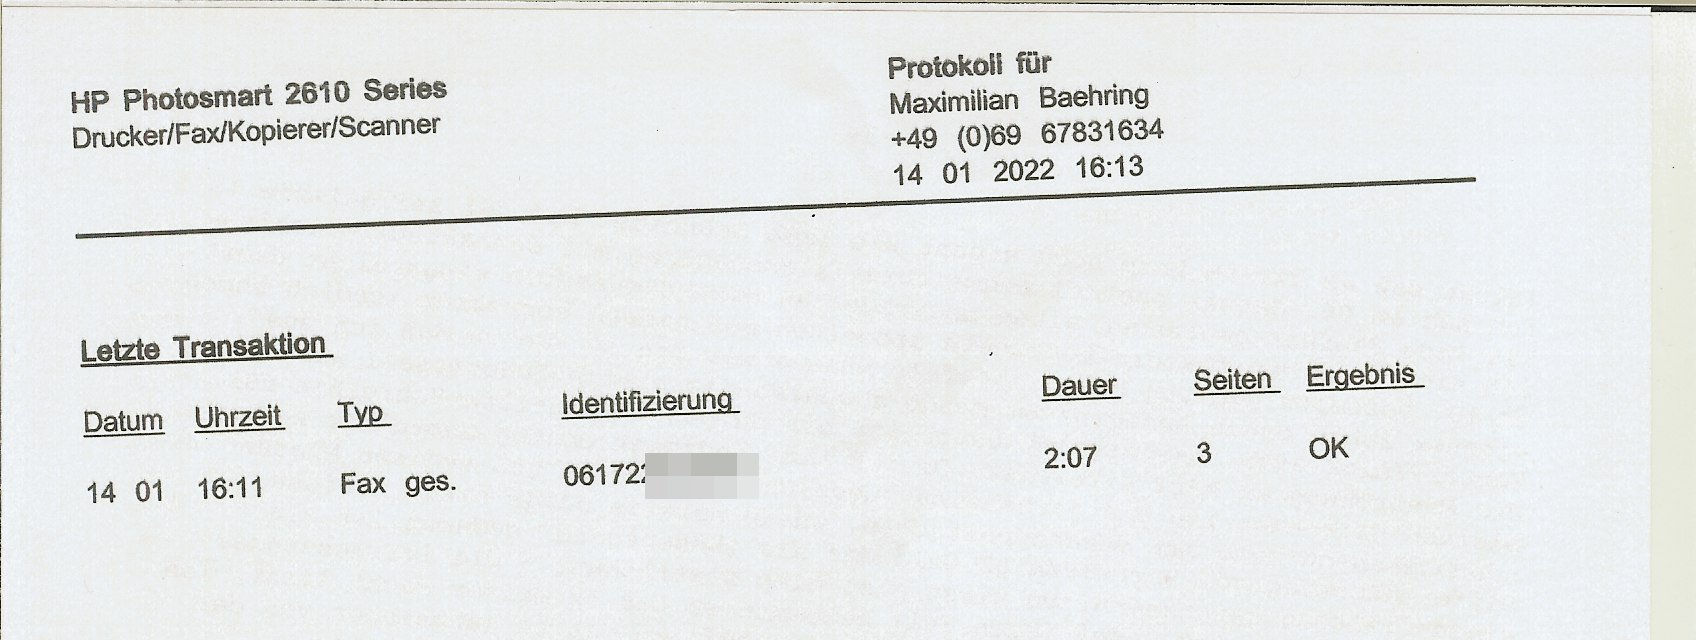 HP Photosmart 2610 Series
Drucker/Fax/Kopierer/Scanner
Protokoll für
Maximilian Baehring
+49 (0)69 67831634
14 01 2022 16:13
Letzte Transaktion
Datum Uhrzeit Typ Identifizierung Dauer Seiten Ergebnis
14 01 16:11 Fax ges. 061722 2:07 3 OK